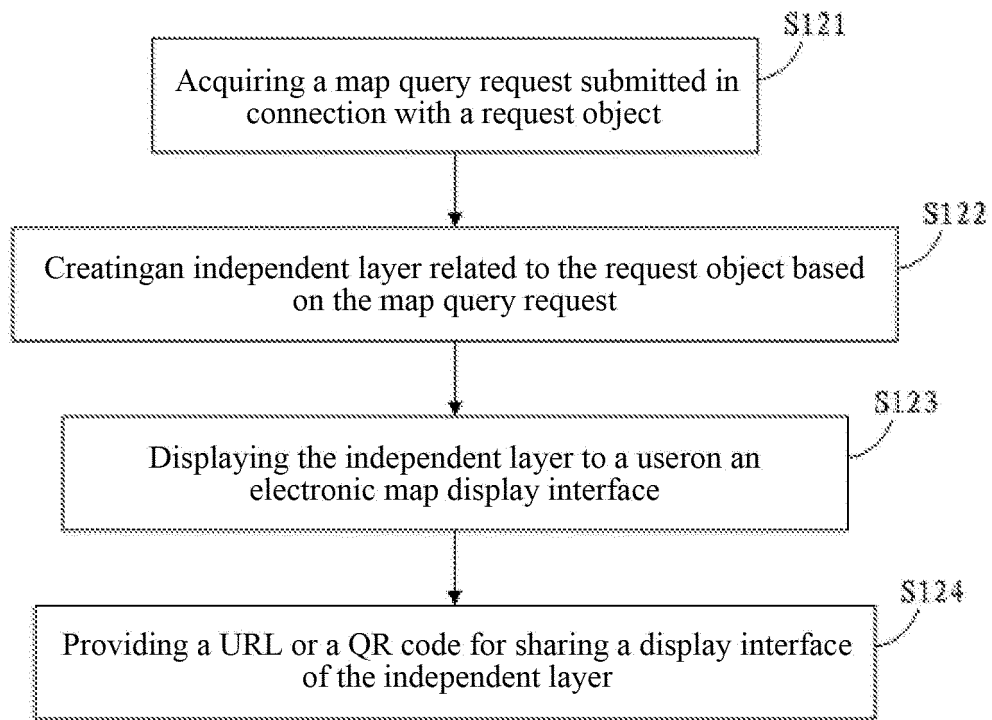 S121
Acquiring a map query request submitted in
connection with a request object
S122
Creatingan independent layer related to the request object based
on the map query request
S123
Displaying the independent layer to a useron an
electronic map display interface
S124
Providing a URL or a QR code for sharing a display interface
of the independent layer